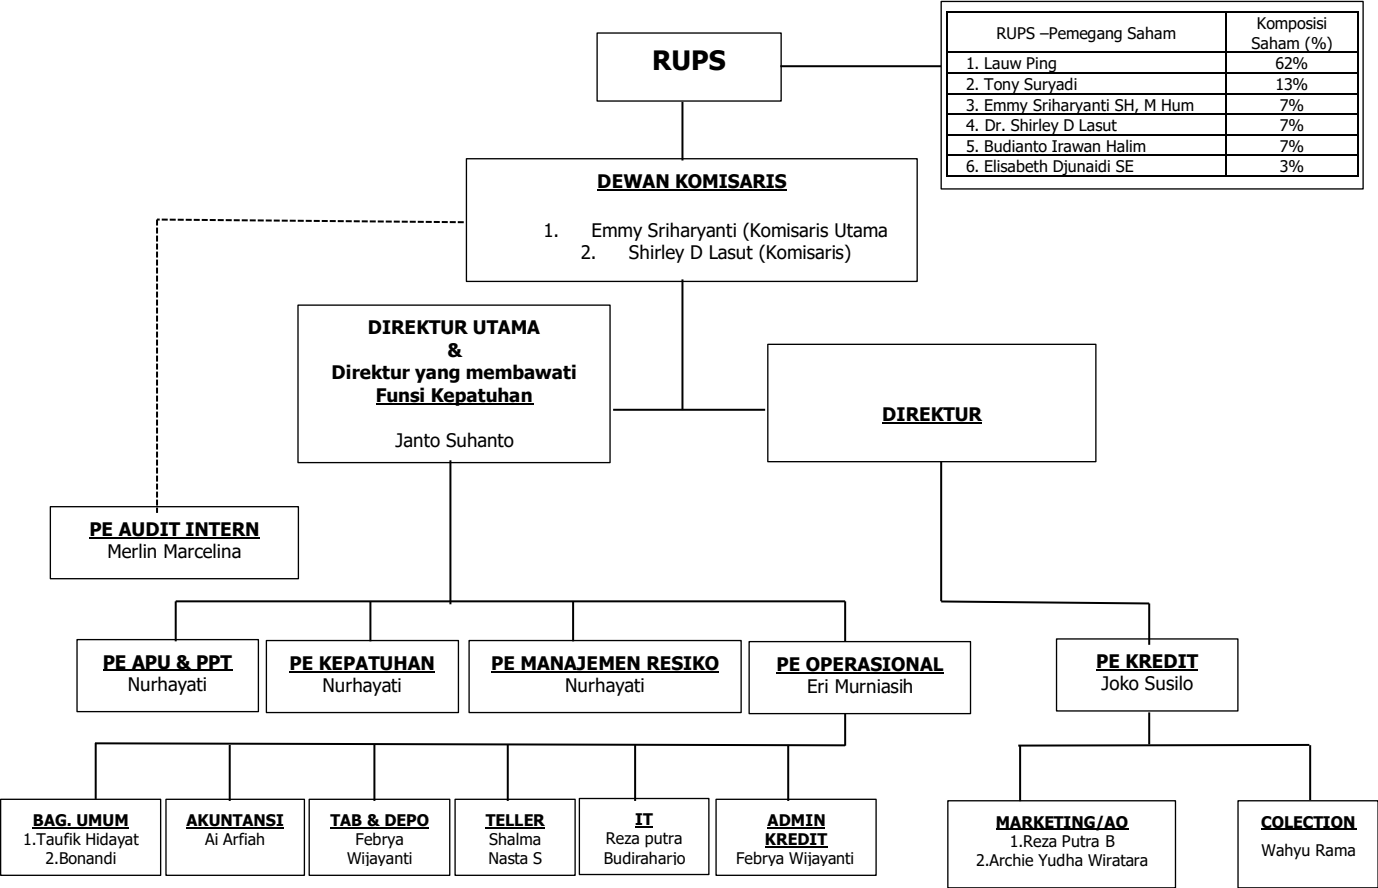 RUPS
RUPS –Pemegang Saham
Komposisi
Saham (%)
1. Lauw Ping 62%
2. Tony Suryadi 13%
3. Emmy Sriharyanti SH, M Hum 7%
4. Dr. Shirley D Lasut 7%
5. Budianto Irawan Halim 7%
6. Elisabeth Djunaidi SE 3%
DEWAN KOMISARIS
1. Emmy Sriharyanti (Komisaris Utama
2. Shirley D Lasut (Komisaris)
DIREKTUR UTAMA
&
Direktur yang membawati
Funsi Kepatuhan
Janto Suhanto
DIREKTUR
PE AUDIT INTERN
Merlin Marcelina
PE APU & PPT
Nurhayati
PE KEPATUHAN
Nurhayati
PE MANAJEMEN RESIKO
Nurhayati
PE OPERASIONAL
Eri Murniasih
PE KREDIT
Joko Susilo
BAG. UMUM
1.Taufik Hidayat
2.Bonandi
AKUNTANSI
Ai Arfiah
TAB & DEPO
Febrya
Wijayanti
TELLER
Shalma
Nasta S
IT
Reza putra
Budiraharjo
ADMIN
KREDIT
Febrya Wijayanti
MARKETING/AO
1.Reza Putra B
2.Archie Yudha Wiratara
COLECTION
Wahyu Rama